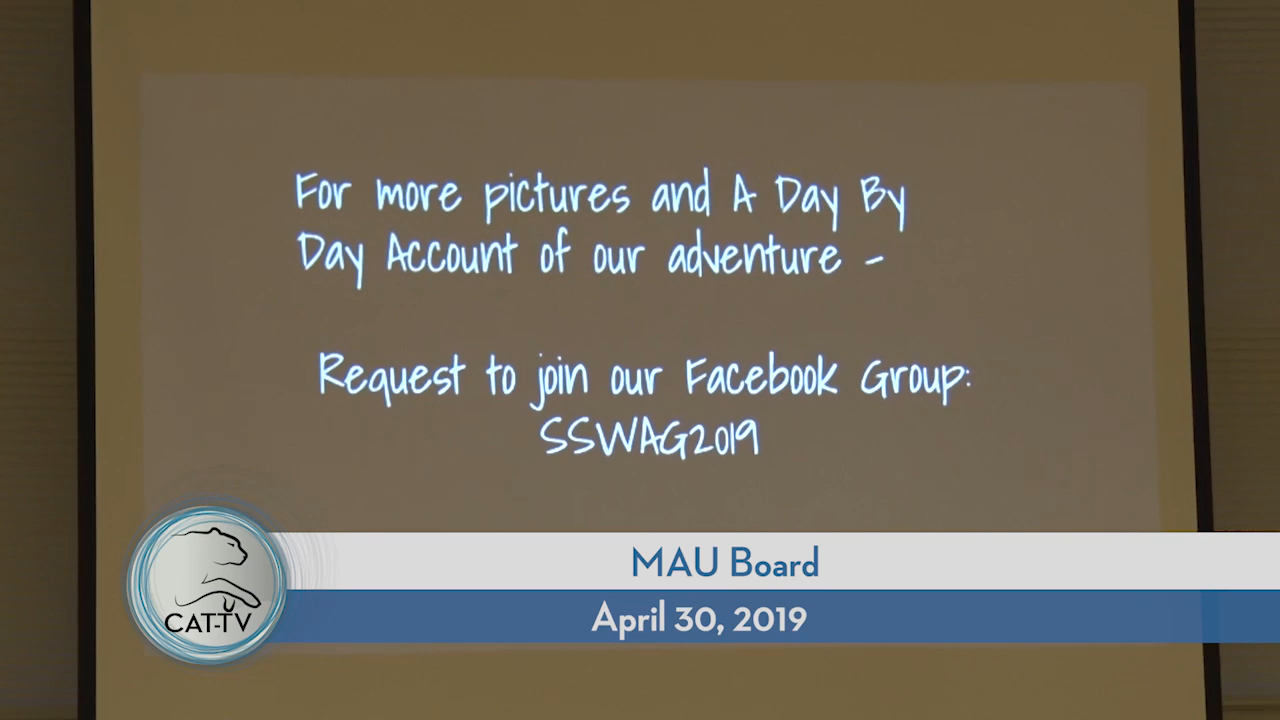 For more pictures and A Day By
Day Account of our adventure -
Request to join our Facebook Group:
SSWAG2019
MAU Board
CAT-TV
April 30, 2019